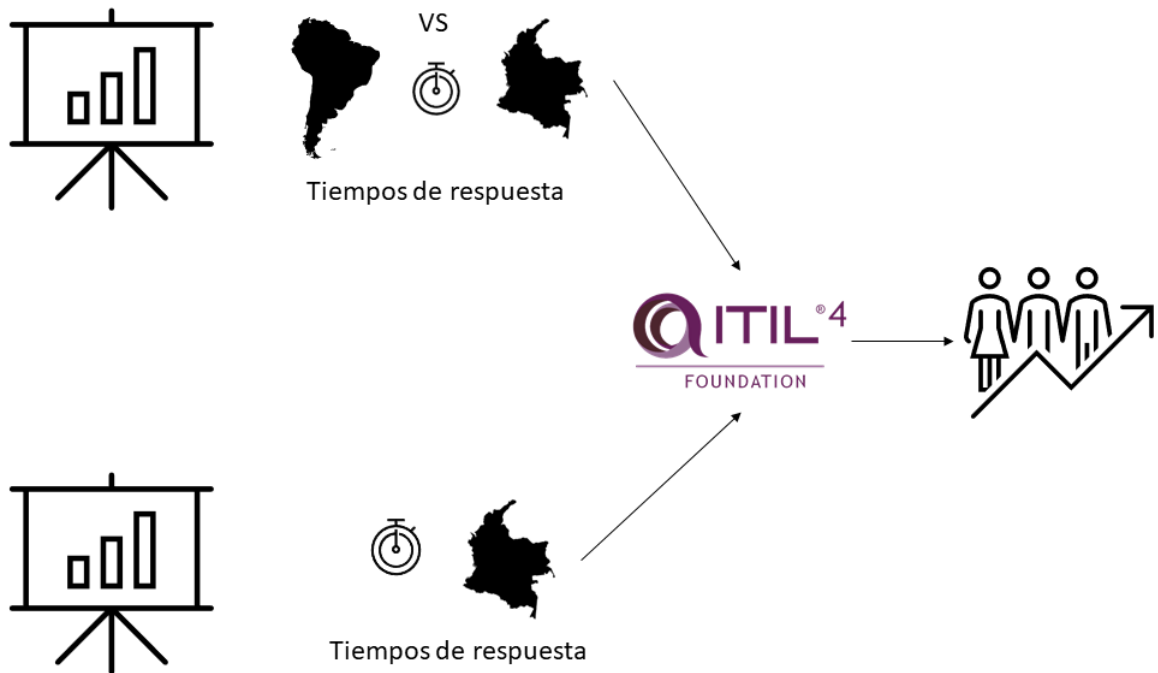 VS
Tiempos de respuesta
ITIL®4
FOUNDATION
Tiempos de respuesta